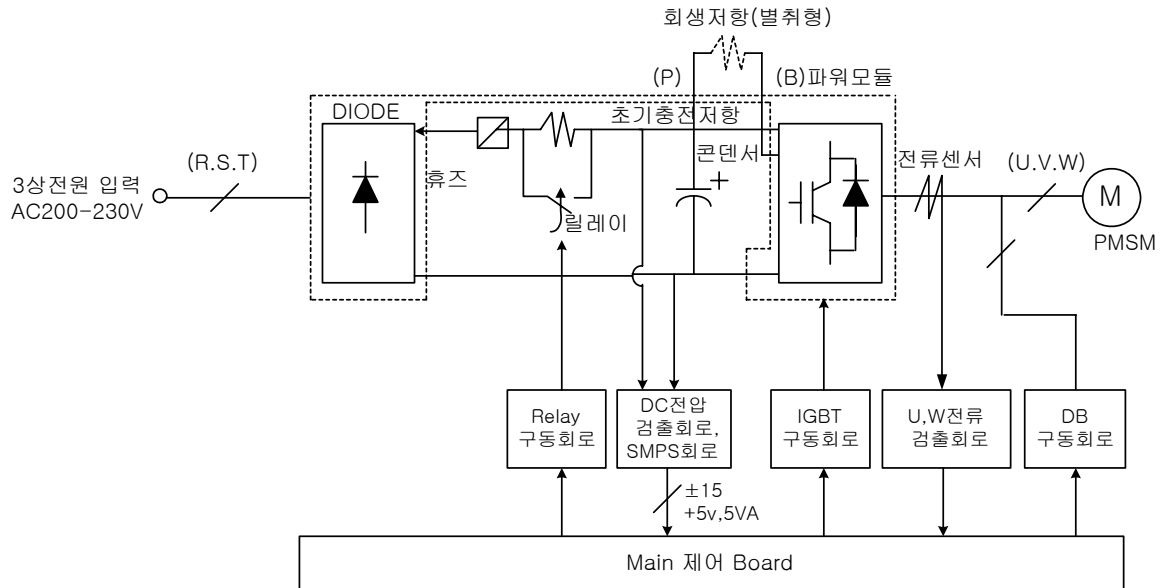 회생저항(별취형)
(P)
(B)파워모듈
DIODE
초기충전저항
(R.S.T)
콘덴서
전류센서
(U.V.W)
3상전원 입력
AC200-230V
휴즈
+
M
릴레이
PMSM
Relay
구동회로
DC전압
검출회로,
SMPS회로
IGBT
구동회로
U,W전류
검출회로
DB
구동회로
±15
+5v,5VA
Main 제어 Board